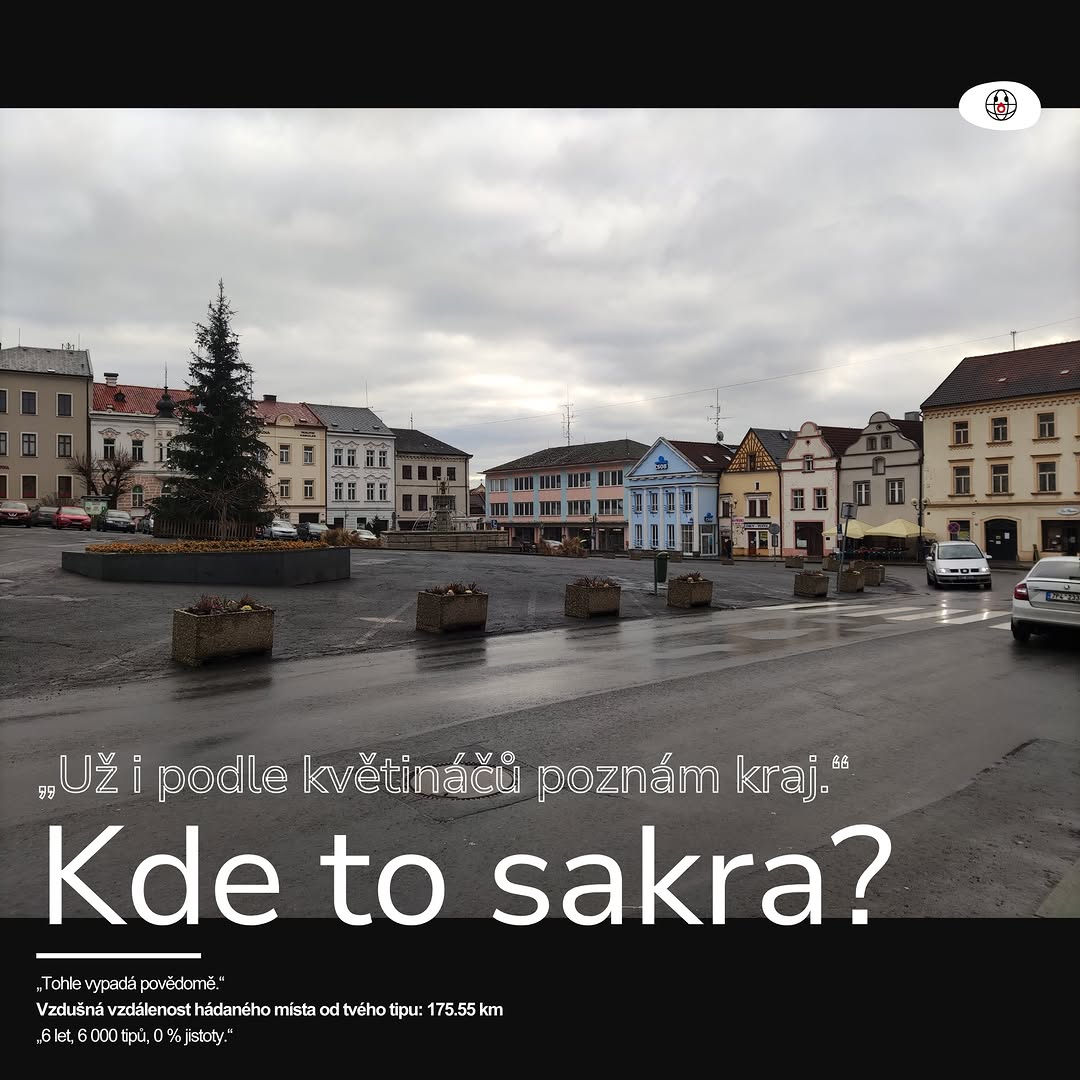 ČSOB
„Už i podle květináčů poznám kraj.“
Kde to sakra?
„Tohle vypadá povědomě.“
Vzdušná vzdálenost hádaného místa od tvého tipu: 175.55 km
„6 let, 6 000 tipů, 0 % jistoty.“